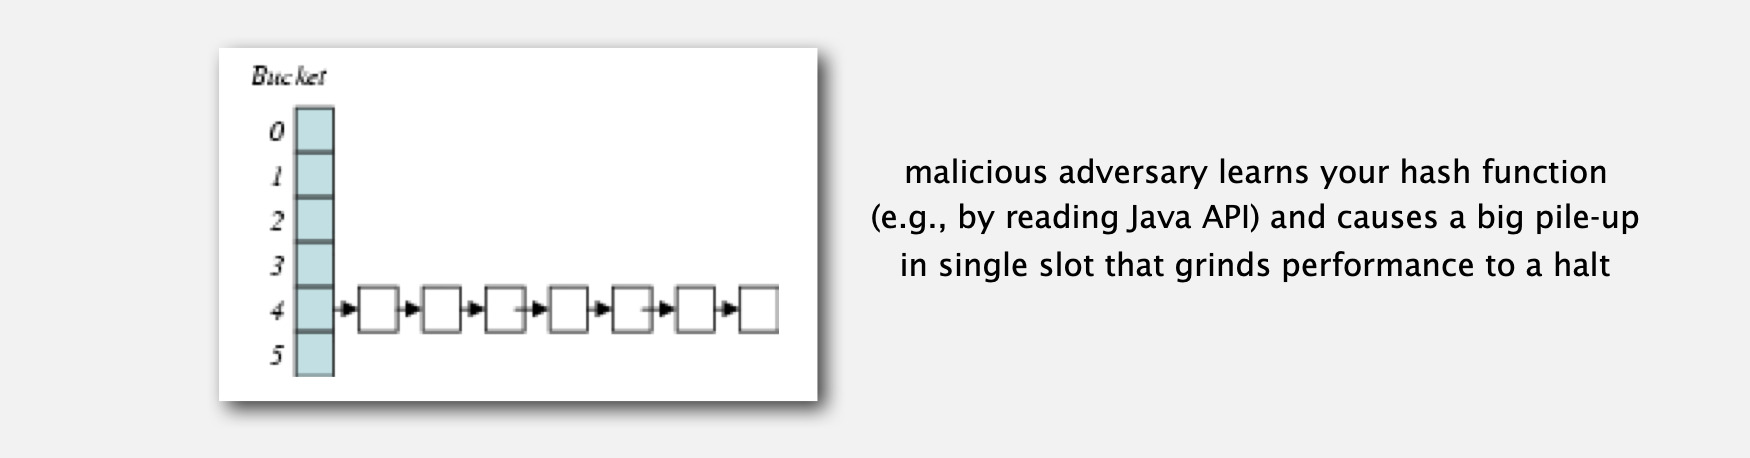 Bucket
0
1
2
3
4
5
malicious adversary learns your hash function
(e.g., by reading Java API) and causes a big pile-up
in single slot that grinds performance to a halt